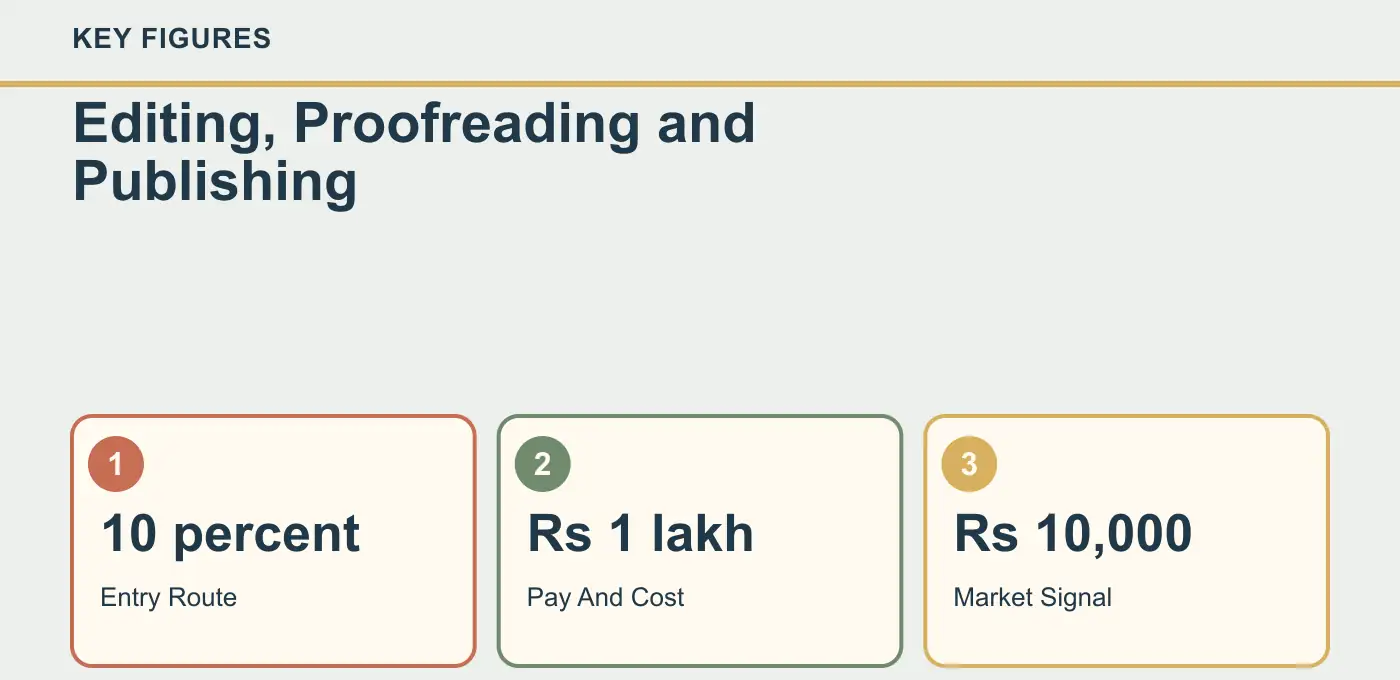 KEY FIGURES
Editing, Proofreading and
Publishing
1
10 percent
Entry Route
2
Rs 1 lakh
Pay And Cost
3
Rs 10,000
Market Signal